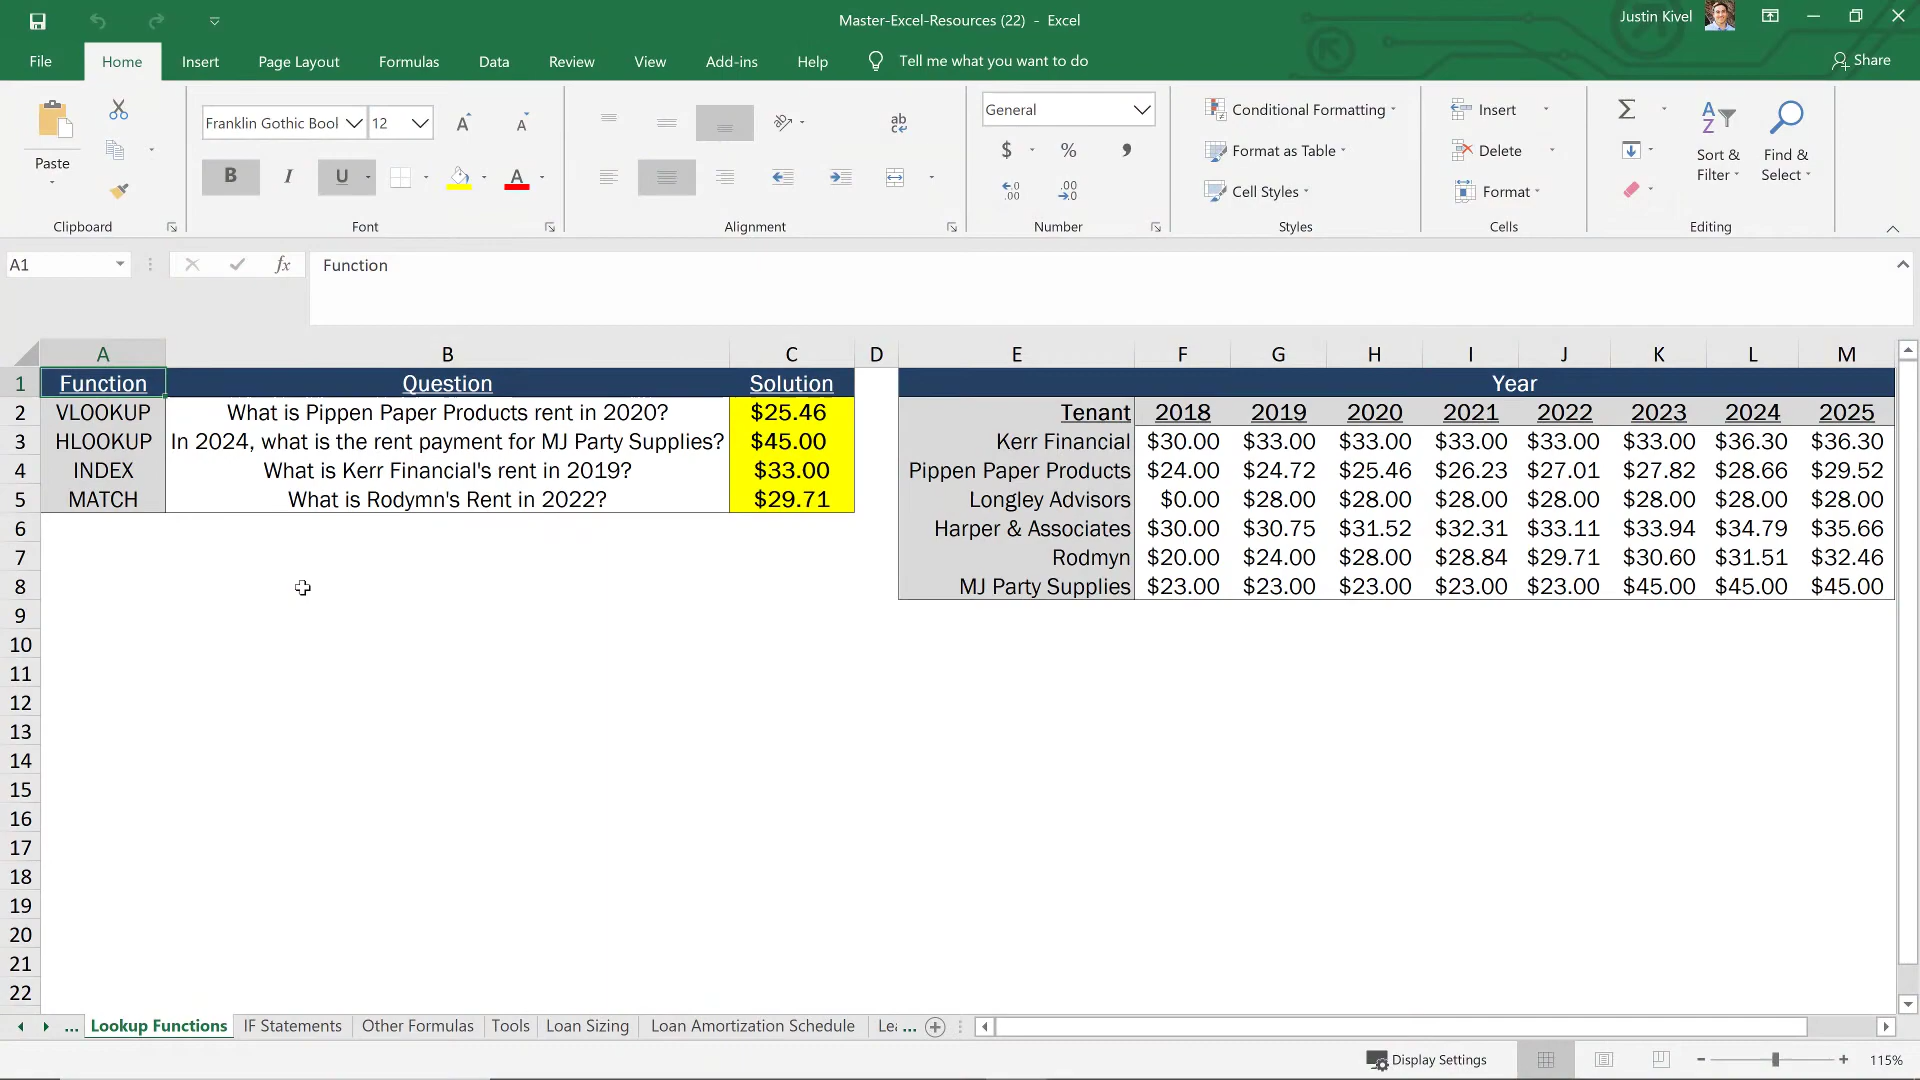 Master-Excel-Resources (22) - Excel
Justin Kivel
File Home Insert Page Layout Formulas Data Review View Add-ins Help Tell me what you want to do Share
Paste
Clipboard
Franklin Gothic Bool 12
B I U
Font
ab
Alignment
General
$ % ,
Number
Conditional Formatting
Format as Table
Cell Styles
Styles
Insert
Delete
Format
Cells
Sort & Filter
Find & Select
Editing
A1 fx Function
A B C D E F G H I J K L M
1 Function Question Solution Year
2 VLOOKUP What is Pippen Paper Products rent in 2020? $25.46 Tenant 2018 2019 2020 2021 2022 2023 2024 2025
3 HLOOKUP In 2024, what is the rent payment for MJ Party Supplies? $45.00 Kerr Financial $30.00 $33.00 $33.00 $33.00 $33.00 $33.00 $36.30 $36.30
4 INDEX What is Kerr Financial's rent in 2019? $33.00 Pippen Paper Products $24.00 $24.72 $25.46 $26.23 $27.01 $27.82 $28.66 $29.52
5 MATCH What is Rodymn's Rent in 2022? $29.71 Longley Advisors $0.00 $28.00 $28.00 $28.00 $28.00 $28.00 $28.00 $28.00
6 Harper & Associates $30.00 $30.75 $31.52 $32.31 $33.11 $33.94 $34.79 $35.66
7 Rodmyn $20.00 $24.00 $28.00 $28.84 $29.71 $30.60 $31.51 $32.46
8 MJ Party Supplies $23.00 $23.00 $23.00 $23.00 $23.00 $45.00 $45.00 $45.00
9
10
11
12
13
14
15
16
17
18
19
20
21
22
... Lookup Functions IF Statements Other Formulas Tools Loan Sizing Loan Amortization Schedule Lea ...
Display Settings 115%